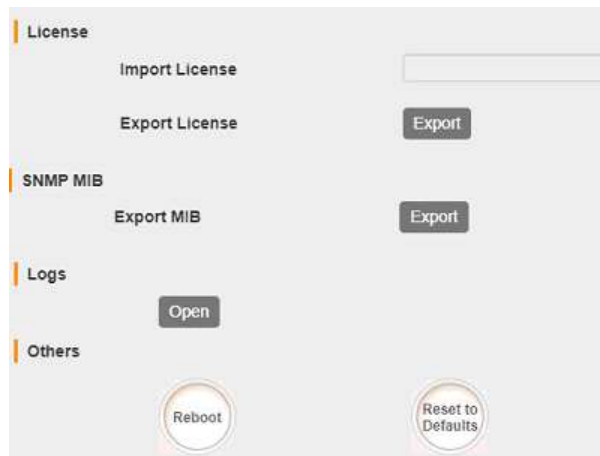 License
Import License
Export License Export
SNMP MIB
Export MIB Export
Logs
Open
Others
Reboot Reset to
Defaults